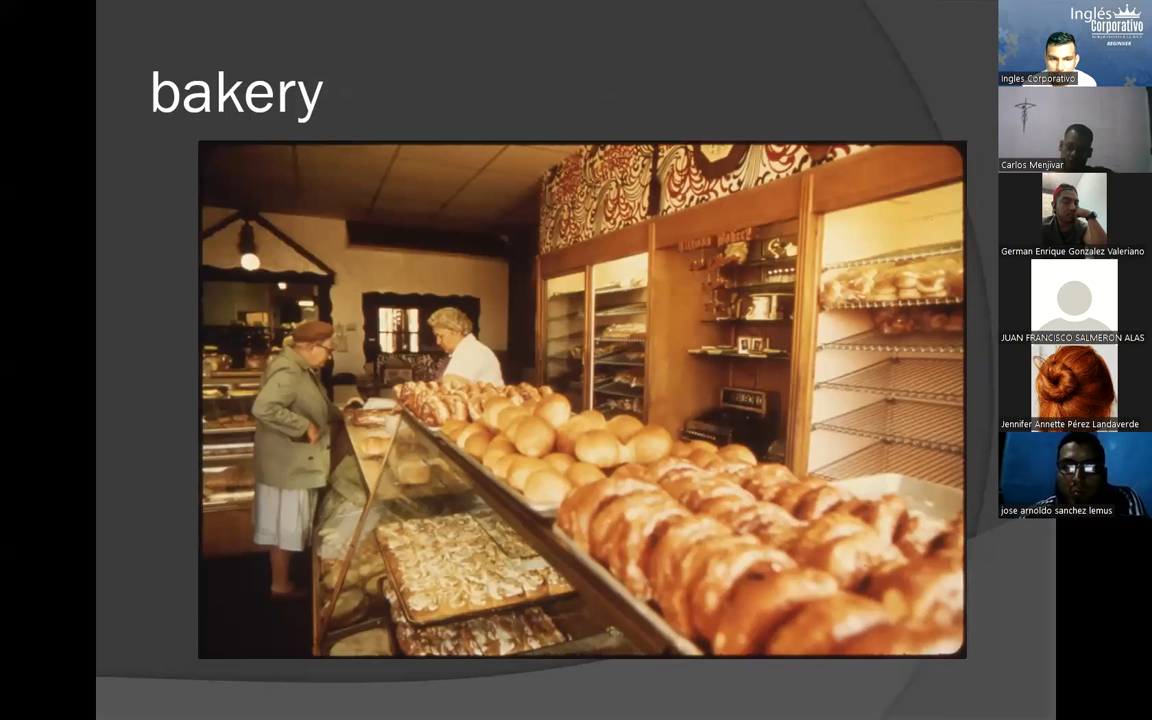 bakery
Inglés
Corporativo
BEGINNER
Ingles Corporativo
Carlos Menjivar
German Enrique Gonzalez Valeriano
JUAN FRANCISCO SALMERON ALAS
Jennifer Annette Pérez Landaverde
jose arnoldo sanchez lemus